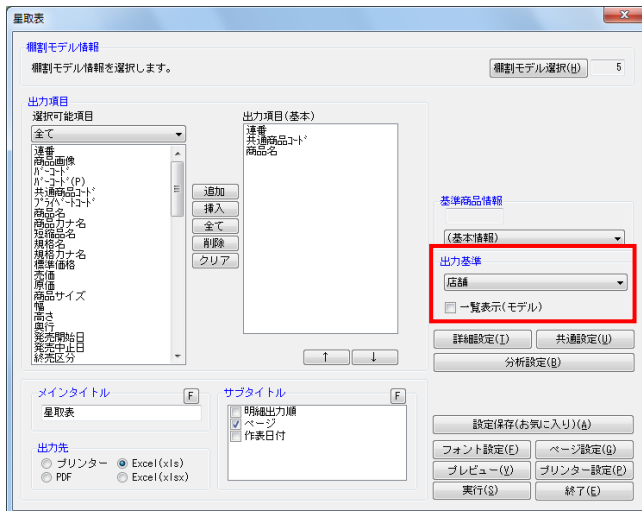 星取表
棚割モデル情報
棚割モデル情報を選択します。
棚割モデル選択(H)
5
出力項目
選択可能項目
全て
連番
商品画像
バーコード
バーコード(P)
共通商品コード
プライベートコード
商品名
商品カナ名
短縮品名
規格名
規格カナ名
標準価格
売価
原価
商品サイズ
幅
高さ
奥行
発売開始日
発売中止日
終売区分
追加
挿入
全て
削除
クリア
出力項目(基本)
連番
共通商品コード
商品名
↑
↓
基準商品情報
(基本情報)
出力基準
店舗
一覧表示(モデル)
詳細設定(I)
共通設定(U)
分析設定(B)
メインタイトル
F
星取表
出力先
プリンター
Excel(xls)
PDF
Excel(xlsx)
サブタイトル
F
明細出力順
ページ
作表日付
設定保存(お気に入り)(A)
フォント設定(F)
ページ設定(G)
プレビュー(V)
プリンター設定(P)
実行(S)
終了(E)